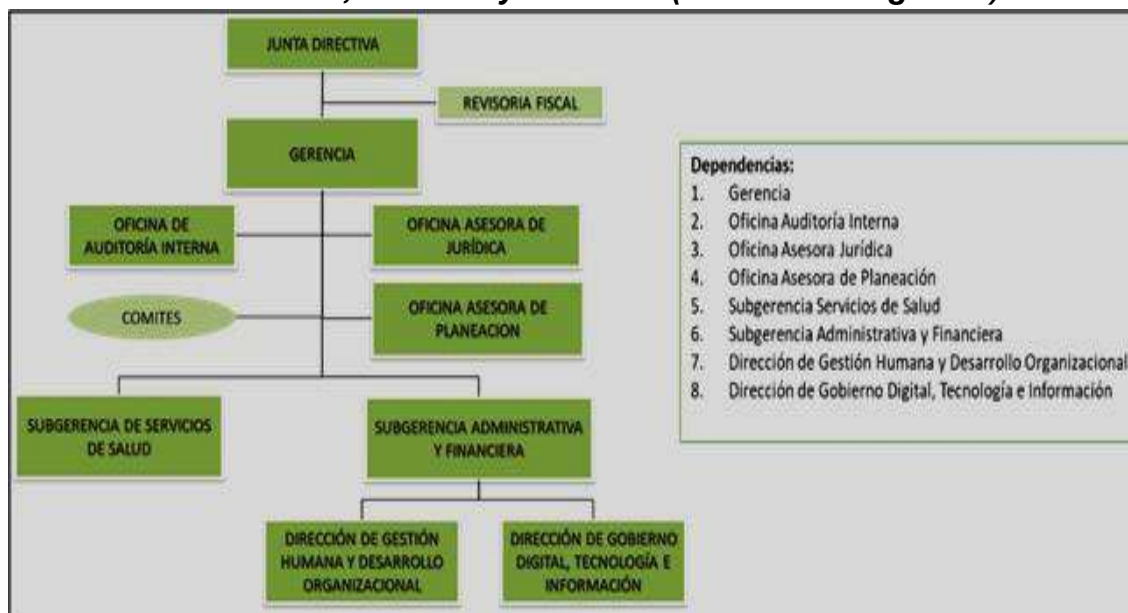 JUNTA DIRECTIVA
REVISORIA FISCAL
GERENCIA
OFICINA DE
AUDITORÍA INTERNA
OFICINA ASESORA DE
JURÍDICA
COMITES
OFICINA ASESORA DE
PLANEACION
SUBGERENCIA DE SERVICIOS
DE SALUD
SUBGERENCIA ADMINISTRATIVA
Y FINANCIERA
DIRECCIÓN DE GESTIÓN
HUMANA Y DESARROLLO
ORGANIZACIONAL
DIRECCIÓN DE GOBIERNO
DIGITAL, TECNOLOGÍA E
INFORMACIÓN
Dependencias:
1. Gerencia
2. Oficina Auditoría Interna
3. Oficina Asesora Jurídica
4. Oficina Asesora de Planeación
5. Subgerencia Servicios de Salud
6. Subgerencia Administrativa y Financiera
7. Dirección de Gestión Humana y Desarrollo Organizacional
8. Dirección de Gobierno Digital, Tecnología e Información